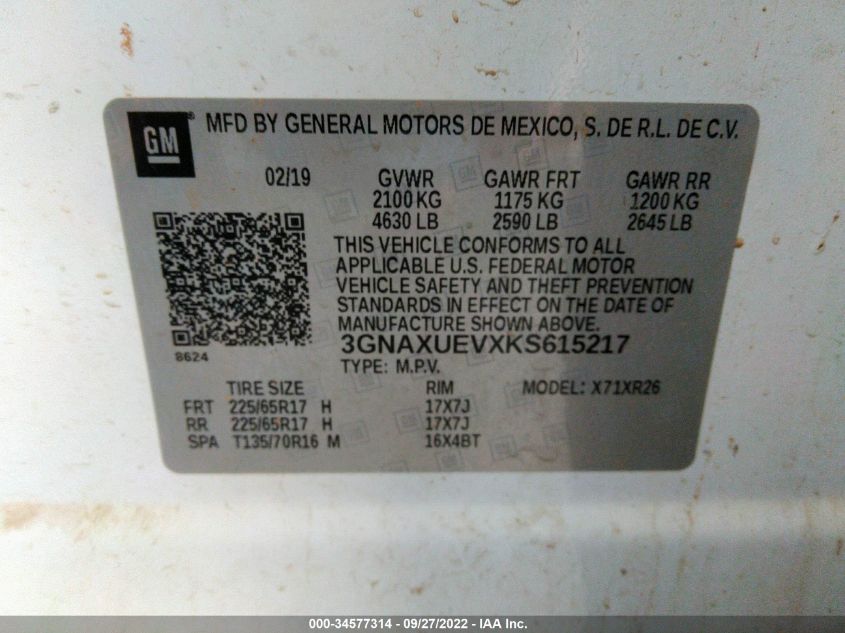 GM ® MFD BY GENERAL MOTORS DE MEXICO, S. DE R.L. DE C.V.
02/19 GVWR GAWR FRT GAWR RR
2100 KG 1175 KG 1200 KG
4630 LB 2590 LB 2645 LB
THIS VEHICLE CONFORMS TO ALL
APPLICABLE U.S. FEDERAL MOTOR
VEHICLE SAFETY AND THEFT PREVENTION
STANDARDS IN EFFECT ON THE DATE OF
MANUFACTURE SHOWN ABOVE.
8624 3GNAXUEVXKS615217
TYPE: M.P.V.
TIRE SIZE RIM MODEL: X71XR26
FRT 225/65R17 H 17X7J
RR 225/65R17 H 17X7J
SPA T135/70R16 M 16X4BT
000-34577314 - 09/27/2022 - IAA Inc.